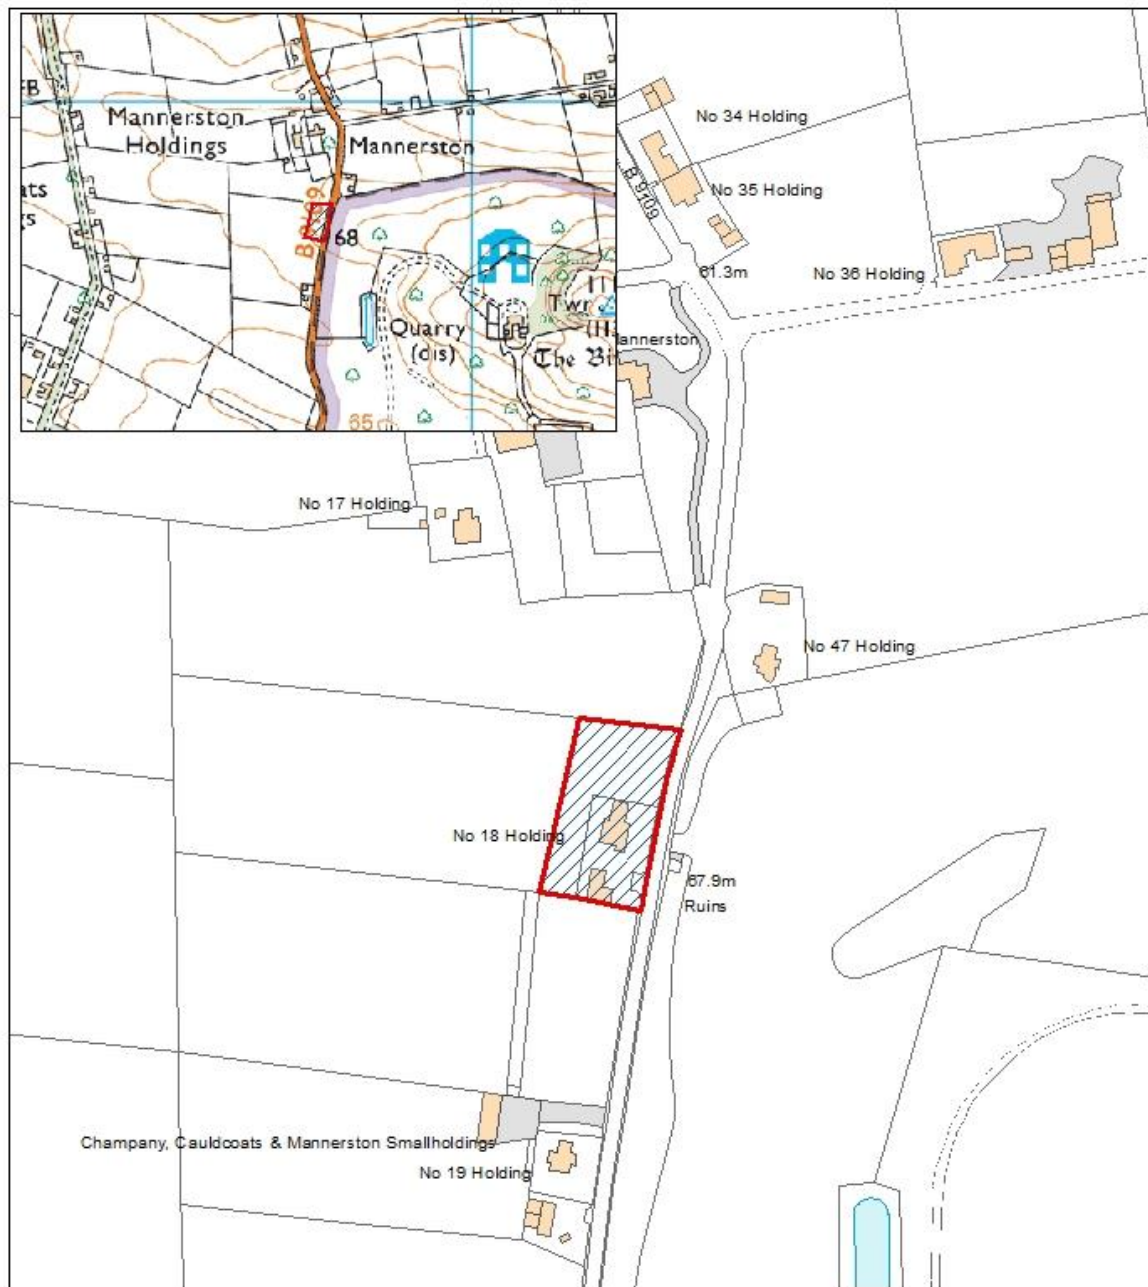 Mannerston
Holdings
Mannerston
68
Quarry
(dis)
Twr
The Bi
65
No 34 Holding
B 9109
No 35 Holding
61.3m
No 36 Holding
annerston
No 17 Holding
No 47 Holding
No 18 Holding
67.9m
Ruins
Champany, Cauldcoats & Mannerston Smallholdings
No 19 Holding